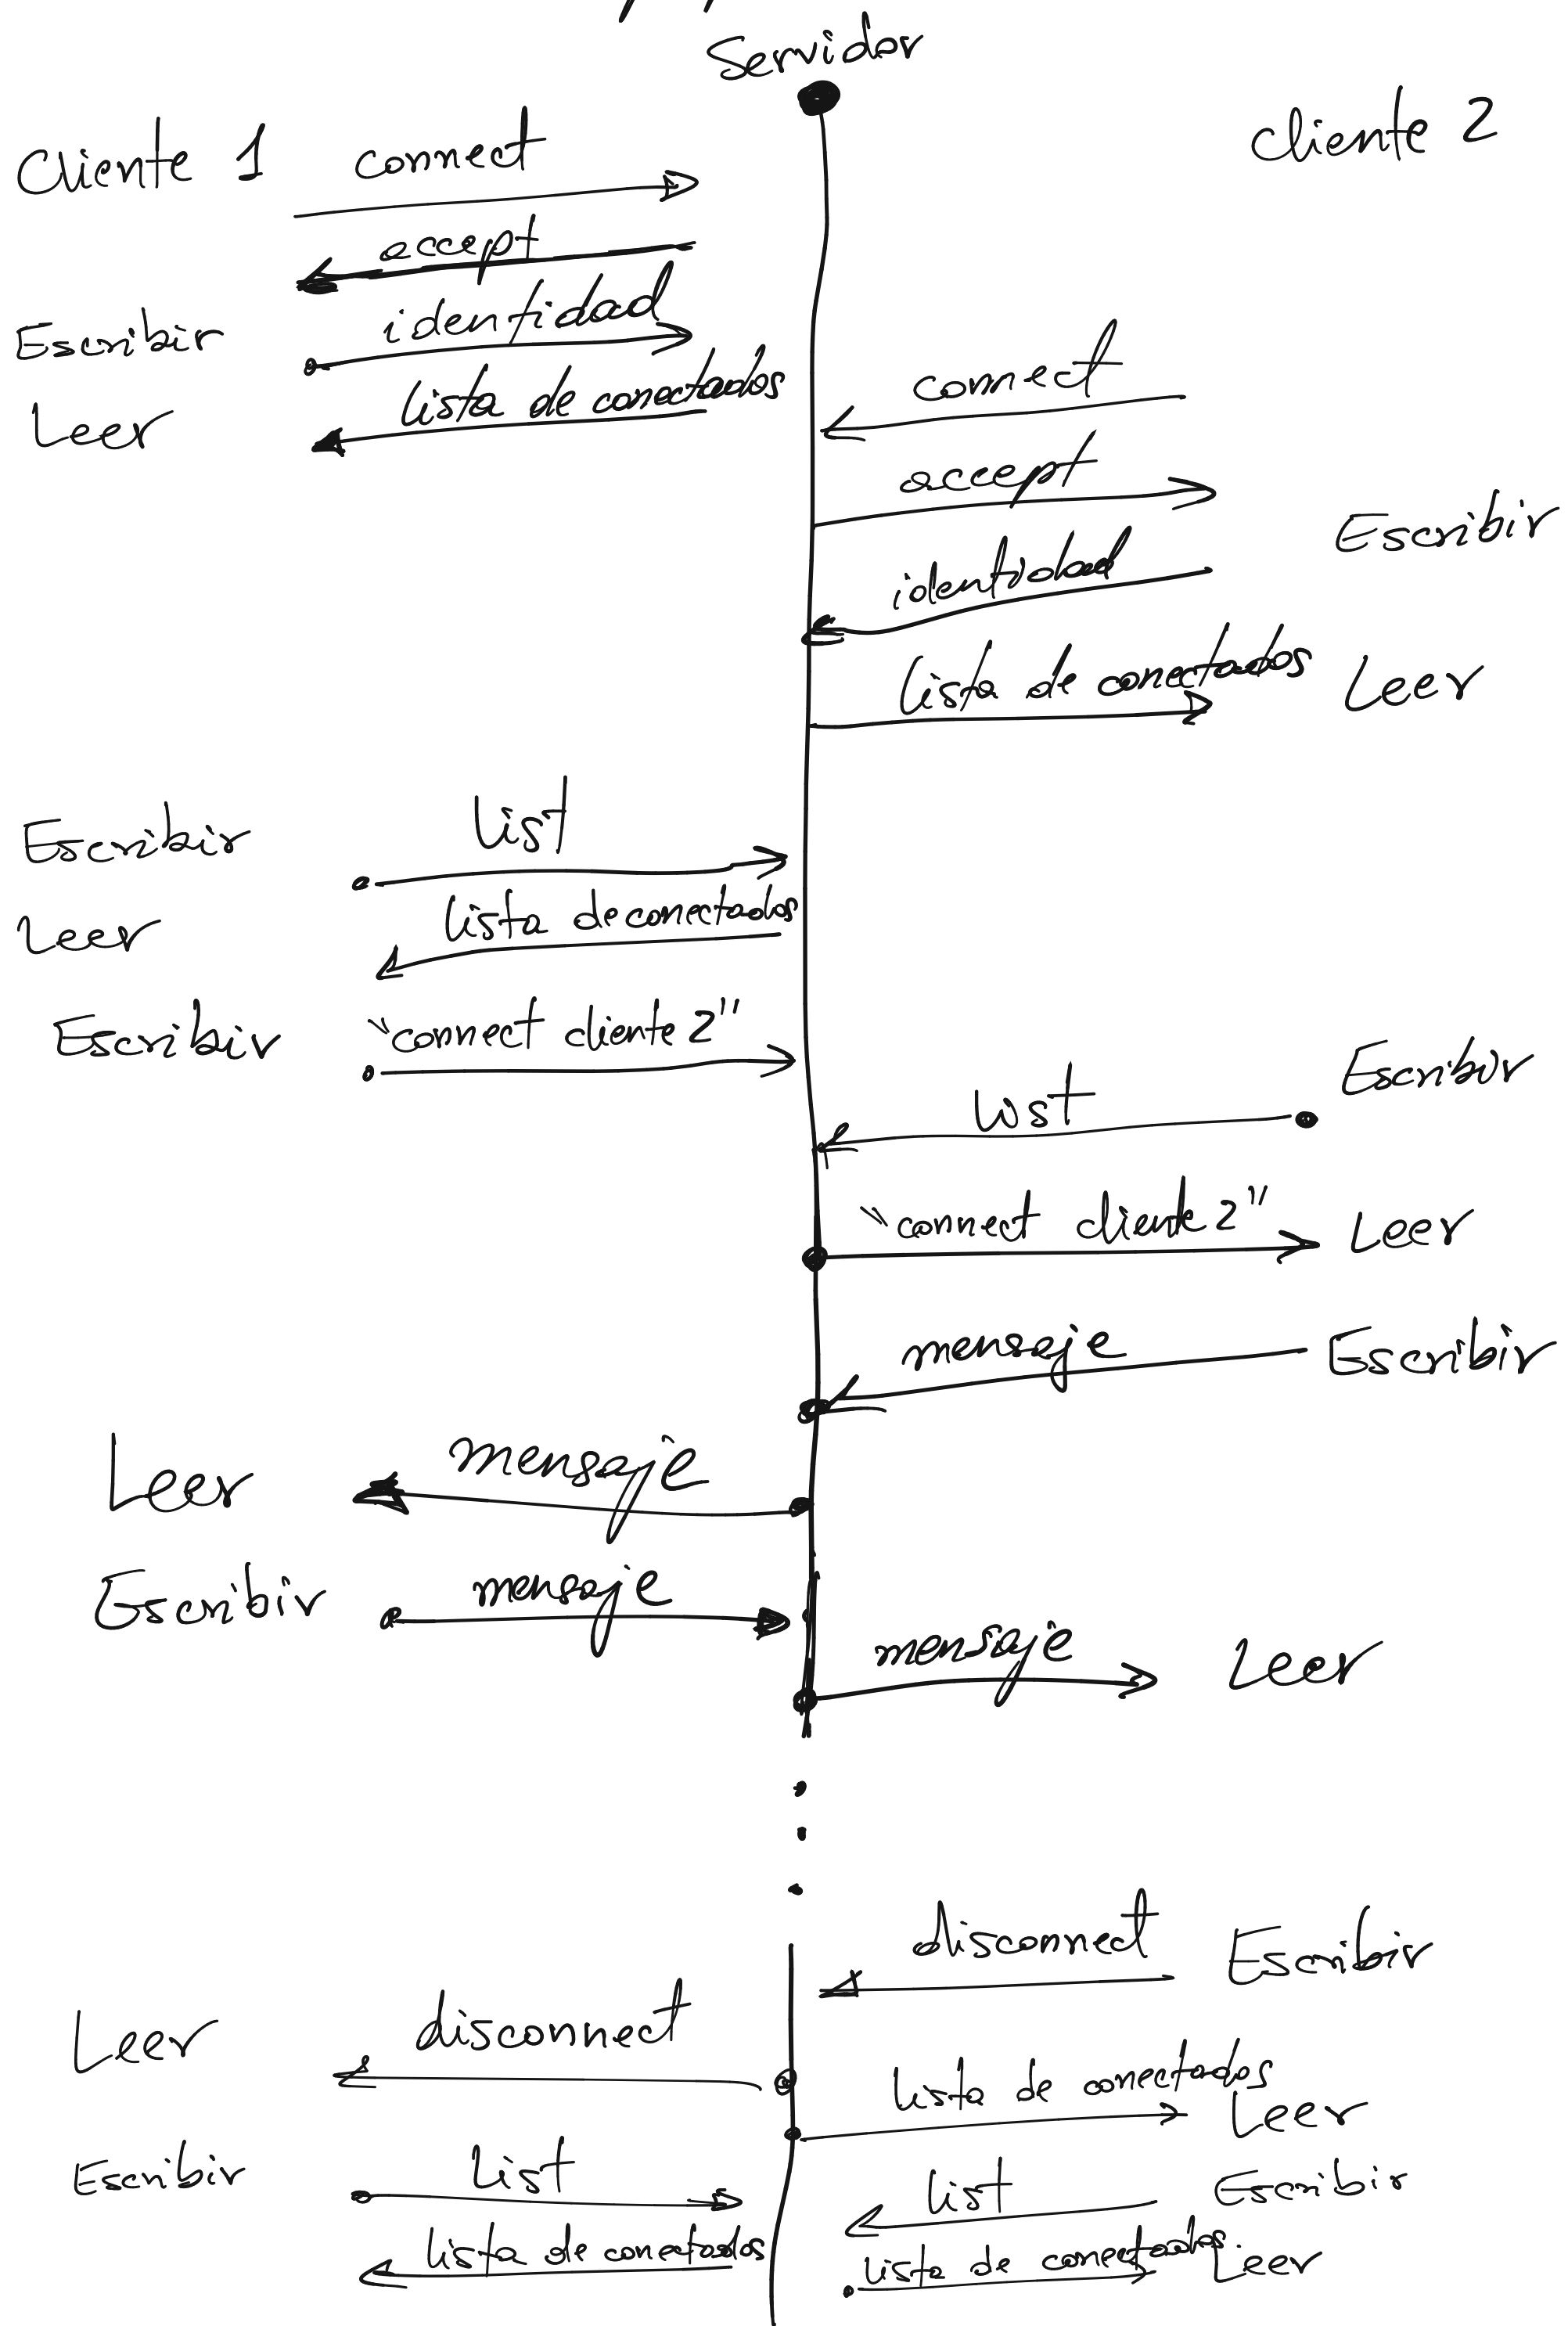 Servidor
Cliente 1
connect
cliente 2
accept
Escribir
identidad
Leer
lista de conectados
connect
accept
Escribir
identidad
lista de conectados
Leer
Escribir
List
Leer
lista de conectados
Escribir
"connect cliente 2"
Escribir
List
"connect cliente 2"
Leer
mensaje
Escribir
Leer
mensaje
Escribir
mensaje
mensaje
Leer
disconnect
Escribir
Leer
disconnect
lista de conectados
Leer
Escribir
List
list
Escribir
lista de conectados
lista de conectados
Leer